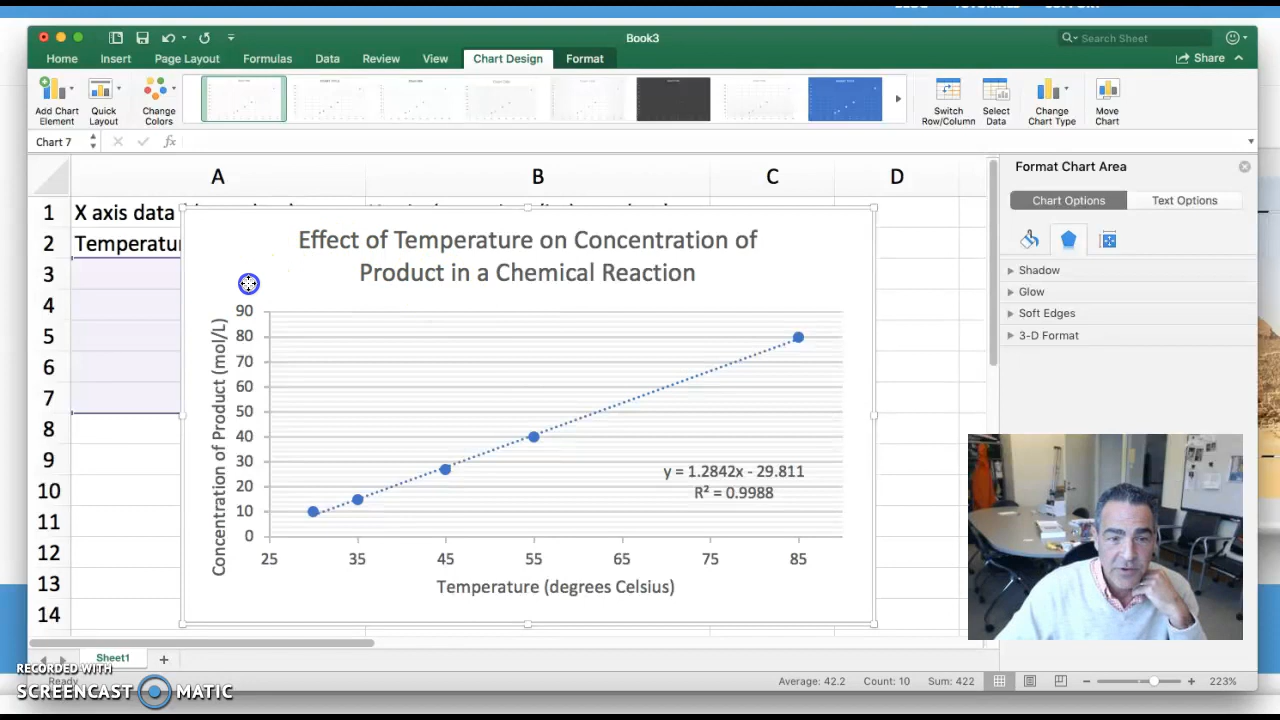 Book3
Search Sheet
Home Insert Page Layout Formulas Data Review View Chart Design Format
Share
Add Chart Element
Quick Layout
Change Colors
Switch Row/Column
Select Data
Change Chart Type
Move Chart
Chart 7
fx
Format Chart Area
Chart Options
Text Options
Shadow
Glow
Soft Edges
3-D Format
A B C D
1 X axis data
2 Temperatur
3
4
5
6
7
8
9
10
11
12
13
14
Effect of Temperature on Concentration of
Product in a Chemical Reaction
Concentration of Product (mol/L)
90
80
70
60
50
40
30
20
10
0
y = 1.2842x - 29.811
R² = 0.9988
25 35 45 55 65 75 85
Temperature (degrees Celsius)
Sheet1
Ready
Average: 42.2 Count: 10 Sum: 422
223%
RECORDED WITH
SCREENCAST MATIC